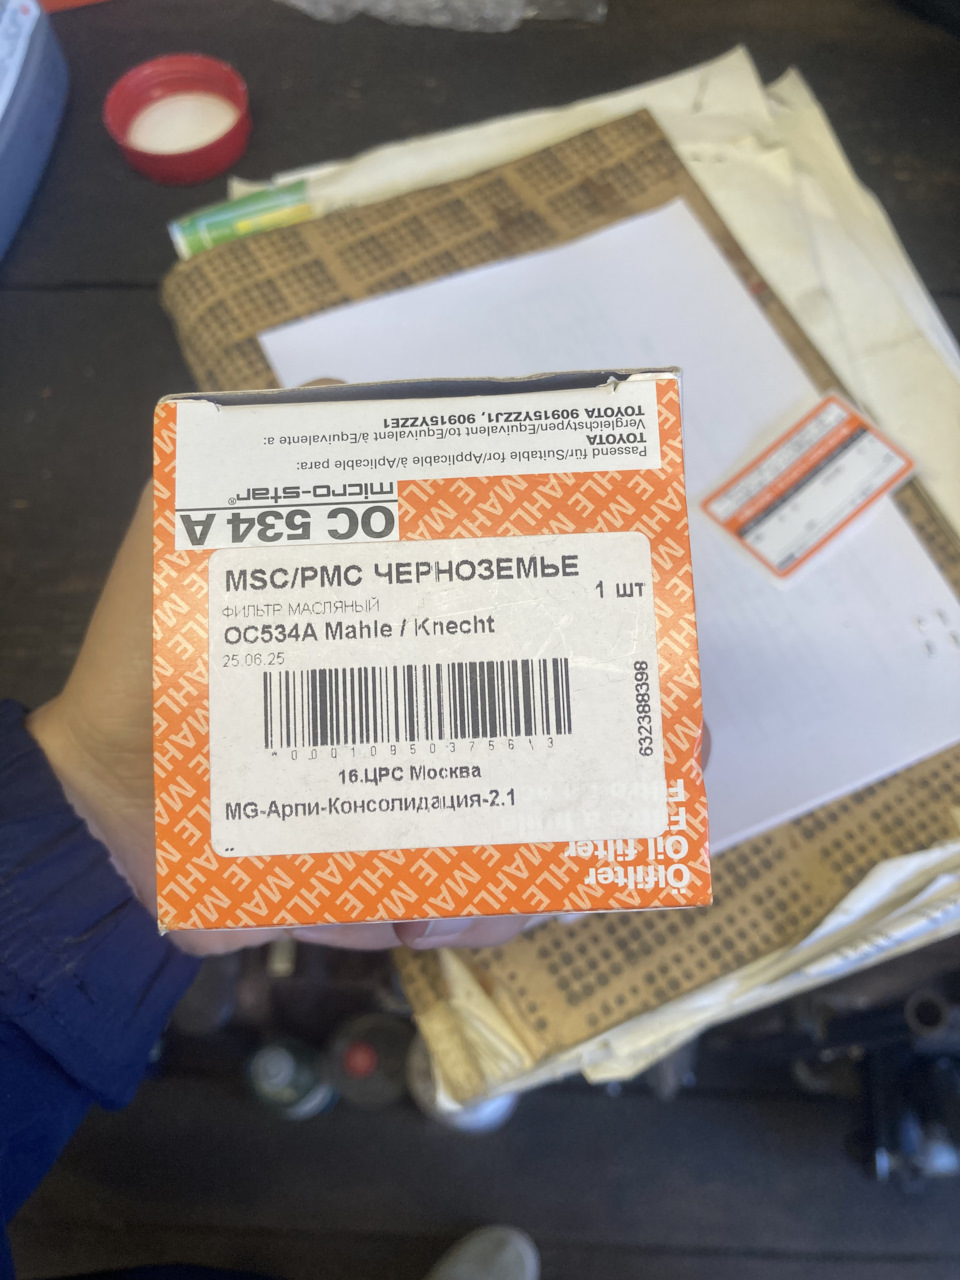 Passend für/Suitable for/Applicable à/Aplicable para:
TOYOTA
Vergleichstypen/Equivalent to/Equivalent à/Equivalente a:
TOYOTA 90915YZZJ1, 90915YZZE1
OC 534 A
micro-star®
MSC/PMC ЧЕРНОЗЕМЬЕ
1 шт
ФИЛЬТР МАСЛЯНЫЙ
OC534A Mahle / Knecht
25.06.25
632388398
16.ЦРС Москва
MG-Арпи-Консолидация-2.1
Ölfilter
Oil filter
MAHLE